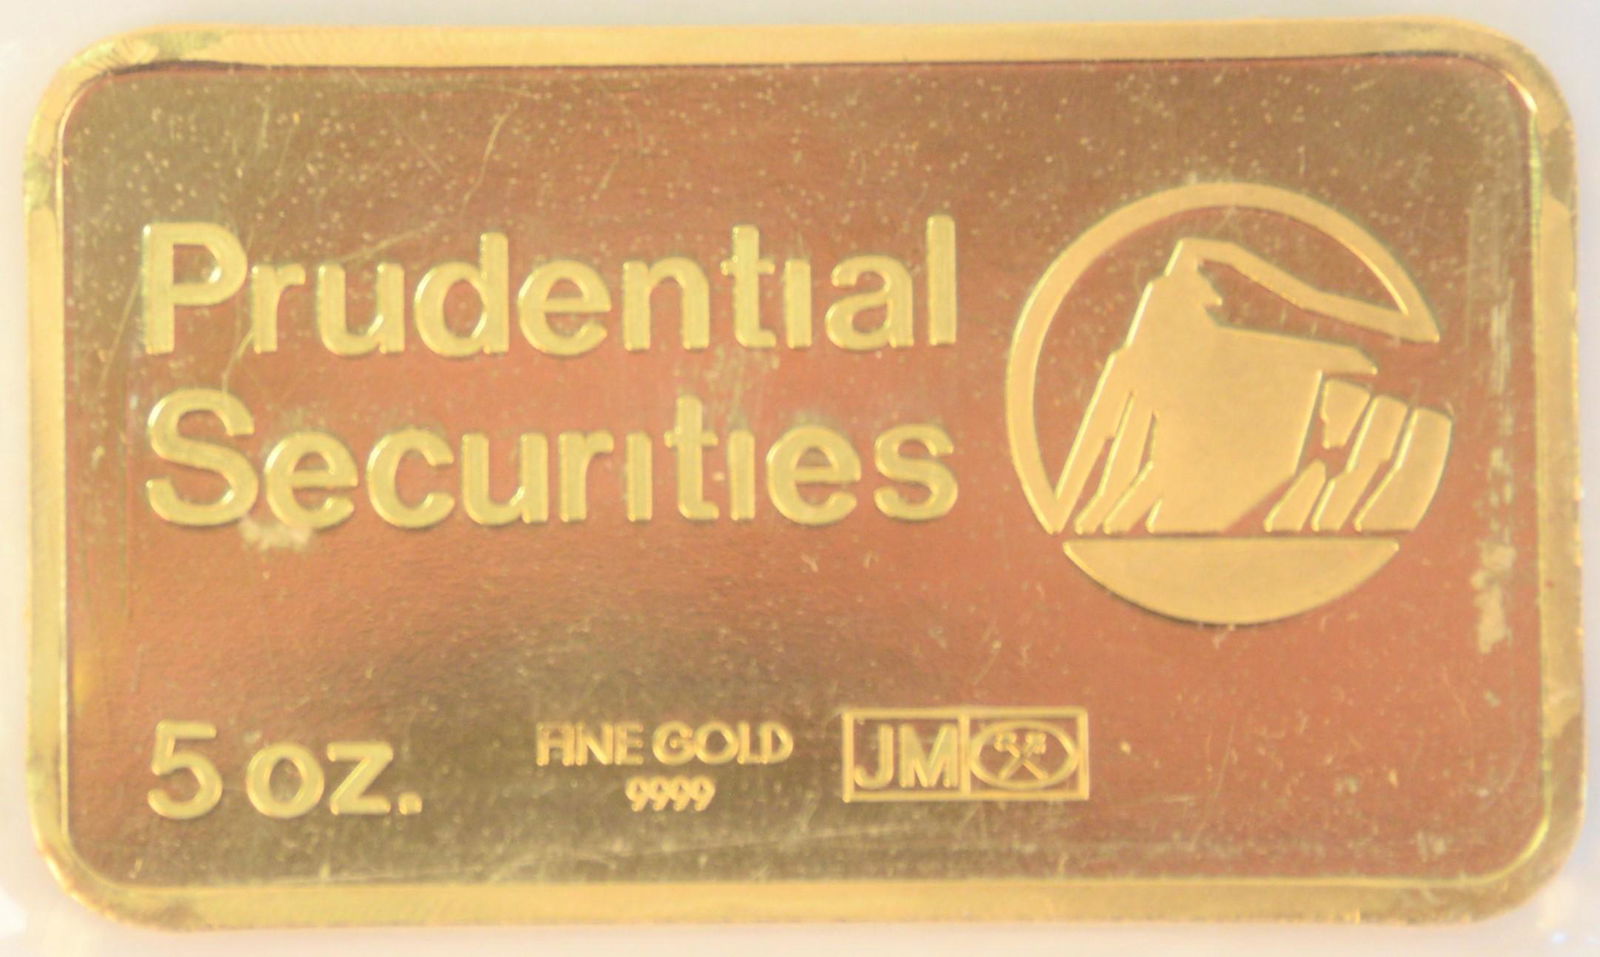 Prudential
Securities
5 oz.
FINE GOLD
9999
JM